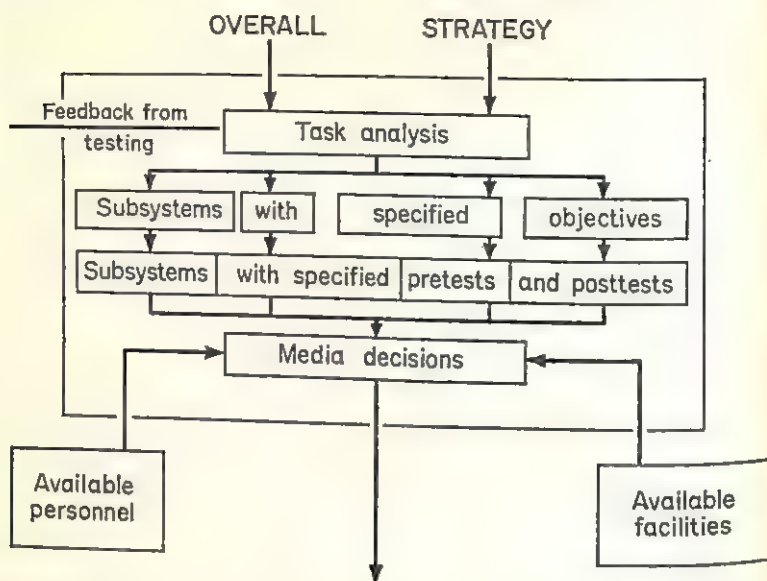 OVERALL STRATEGY
Feedback from
testing
Task analysis
Subsystems with specified objectives
Subsystems with specified pretests and posttests
Media decisions
Available
personnel
Available
facilities